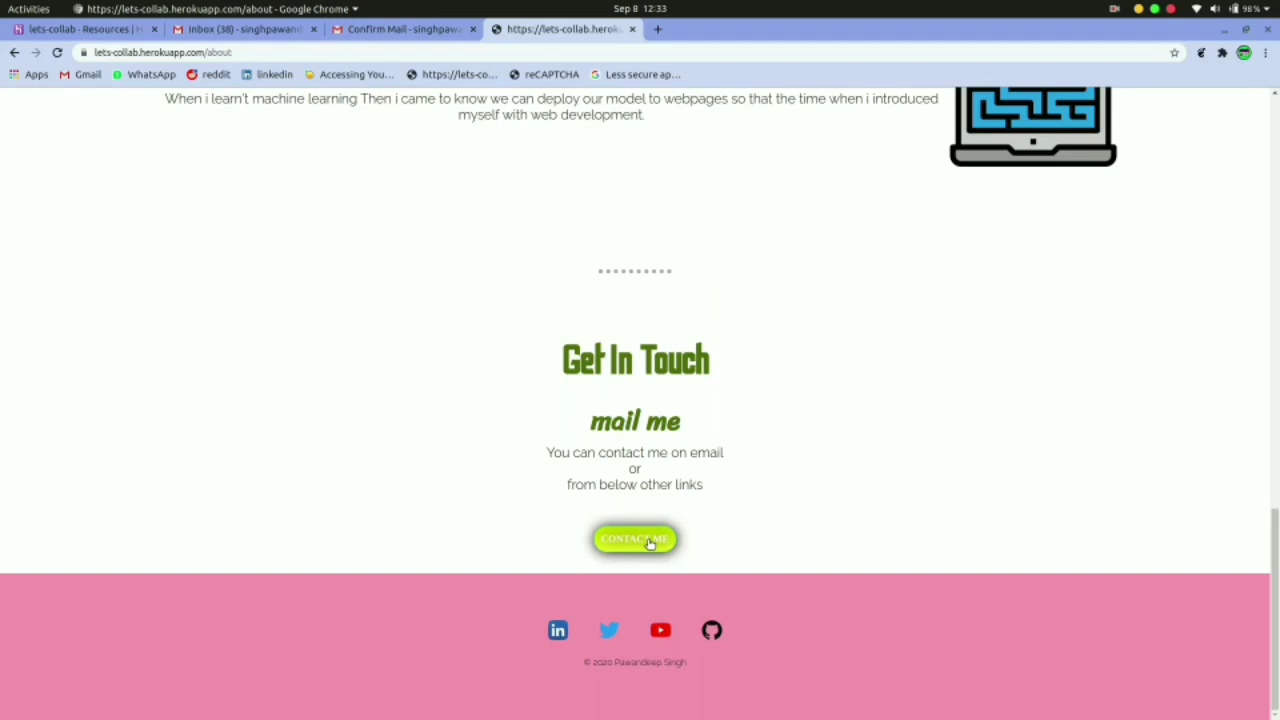 Activities
https://lets-collab.herokuapp.com/about - Google Chrome
Sep 8 12:33
98%
lets-collab · Resources | H
Inbox (38) - singhpawand
Confirm Mail - singhpawa
https://lets-collab.heroku
lets-collab.herokuapp.com/about
Apps
Gmail
WhatsApp
reddit
linkedin
Accessing You...
https://lets-co...
reCAPTCHA
Less secure ap...
When i learn't machine learning Then i came to know we can deploy our model to webpages so that the time when i introduced
myself with web development.
Get In Touch
mail me
You can contact me on email
or
from below other links
CONTACT ME
in
© 2020 Pawandeep Singh